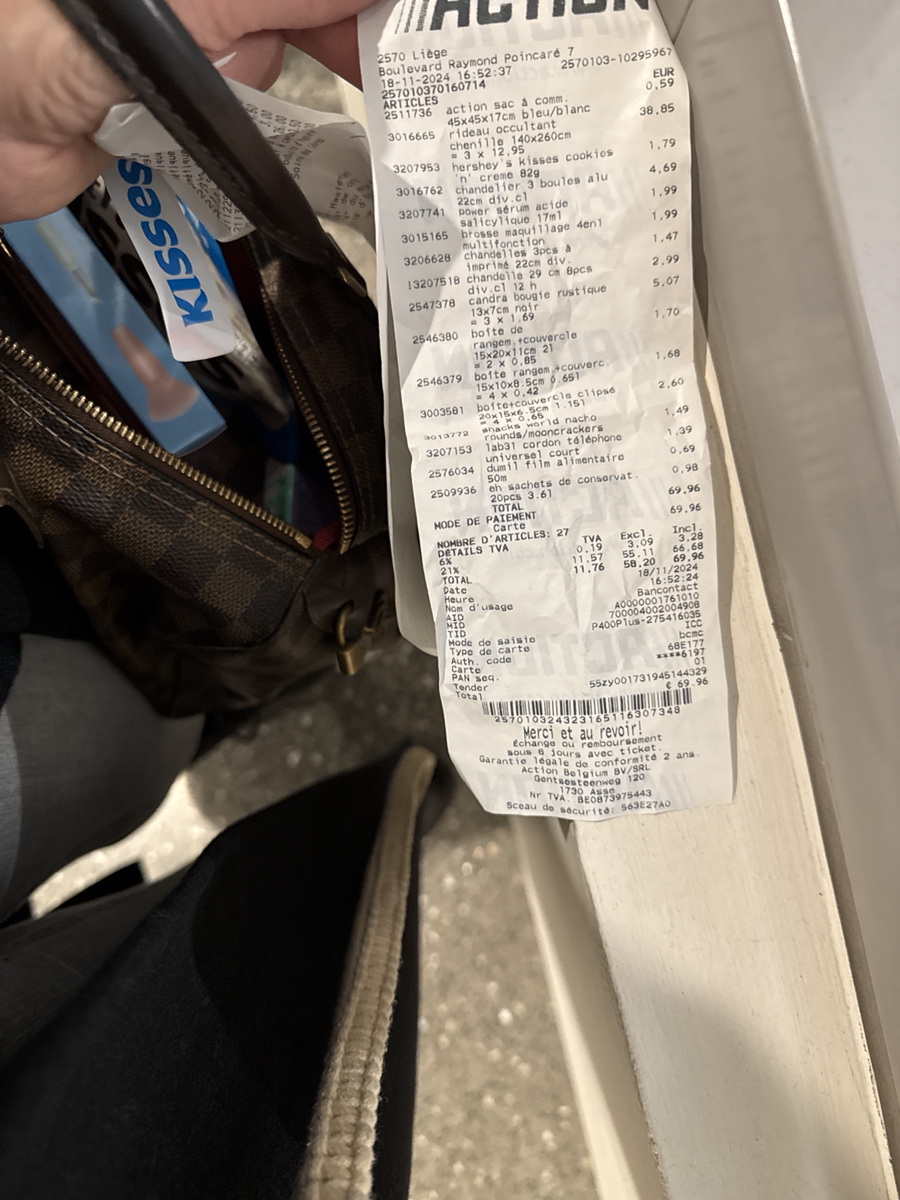 ACTION
2570 Liège
Boulevard Raymond Poincaré 7
18-11-2024 16:52:37 2570103-10295967
257010370160714
EUR
ARTICLES
2511736 action sac à comm. 0,59
45x45x17cm bleu/blanc
3016665 rideau occultant 38,85
chenille 140x260cm
= 3 x 12,95
3207953 hershey's kisses cookies 1,79
'n' creme 82g
3016762 chandelier 3 boules alu 4,69
22cm div.cl
3207741 power sérum acide 1,99
salicylique 17ml
3015165 brosse maquillage 4en1 1,99
multifonction
3206628 chandelles 3pcs à 1,47
imprimé 22cm div.
13207518 chandelle 29 cm 8pcs 2,99
div.cl 12 h
2547378 candra bougie rustique 5,07
13x7cm noir
= 3 x 1,69
2546380 boîte de 1,70
rangem.+couvercle
15x20x11cm 2l
= 2 x 0,85
2546379 boîte rangem.+couverc. 1,68
15x10x8.5cm 0.65l
= 4 x 0,42
3003581 boîte+couvercle clipsé 2,60
20x15x6.5cm 1.15l
= 4 x 0,65
3013772 snacks world nacho 1,49
rounds/mooncrackers
3207153 lab31 cordon téléphone 1,39
universel court
2576034 dumil film alimentaire 0,69
50m
2509936 eh sachets de conservat. 0,98
20pcs 3.6l
TOTAL 69,96
MODE DE PAIEMENT
Carte 69,96
NOMBRE D'ARTICLES: 27
DÉTAILS TVA TVA Excl. Incl.
6% 0,19 3,09 3,28
21% 11,57 55,11 66,68
TOTAL 11,76 58,20 69,96
Date 18/11/2024
Heure 16:52:24
Nom d'usage Bancontact
AID A0000001761010
MID 700004002004908
TID P400Plus-275416035
Mode de saisie ICC
Type de carte bcmc
Auth. code 68E177
Carte ****6197
PAN seq. 01
Tender 55zy001731945144329
Total € 69.96
257010324323165116307348
Merci et au revoir!
Échange ou remboursement
sous 6 jours avec ticket.
Garantie légale de conformité 2 ans.
Action Belgium BV/SRL
Gentsesteenweg 120
1730 Asse
Nr TVA. BE0873975443
Sceau de sécurité: 563E27A0
KISSES